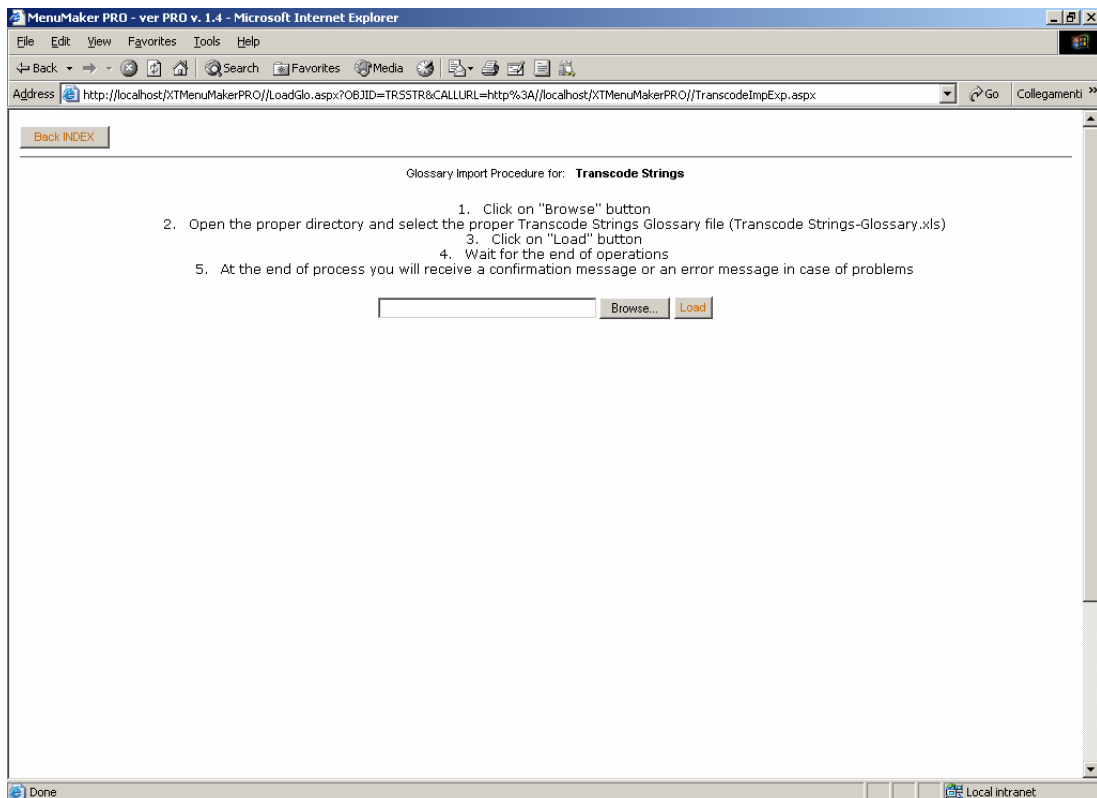 MenuMaker PRO - ver PRO v. 1.4 - Microsoft Internet Explorer
File Edit View Favorites Tools Help
Back Search Favorites Media
Address http://localhost/XTMenuMakerPRO//LoadGlo.aspx?OBJID=TRSSTR&CALLURL=http%3A//localhost/XTMenuMakerPRO//TranscodeImpExp.aspx Go Collegamenti »
Back INDEX
Glossary Import Procedure for: Transcode Strings
1. Click on "Browse" button
2. Open the proper directory and select the proper Transcode Strings Glossary file (Transcode Strings-Glossary.xls)
3. Click on "Load" button
4. Wait for the end of operations
5. At the end of process you will receive a confirmation message or an error message in case of problems
Browse... Load
Done Local intranet